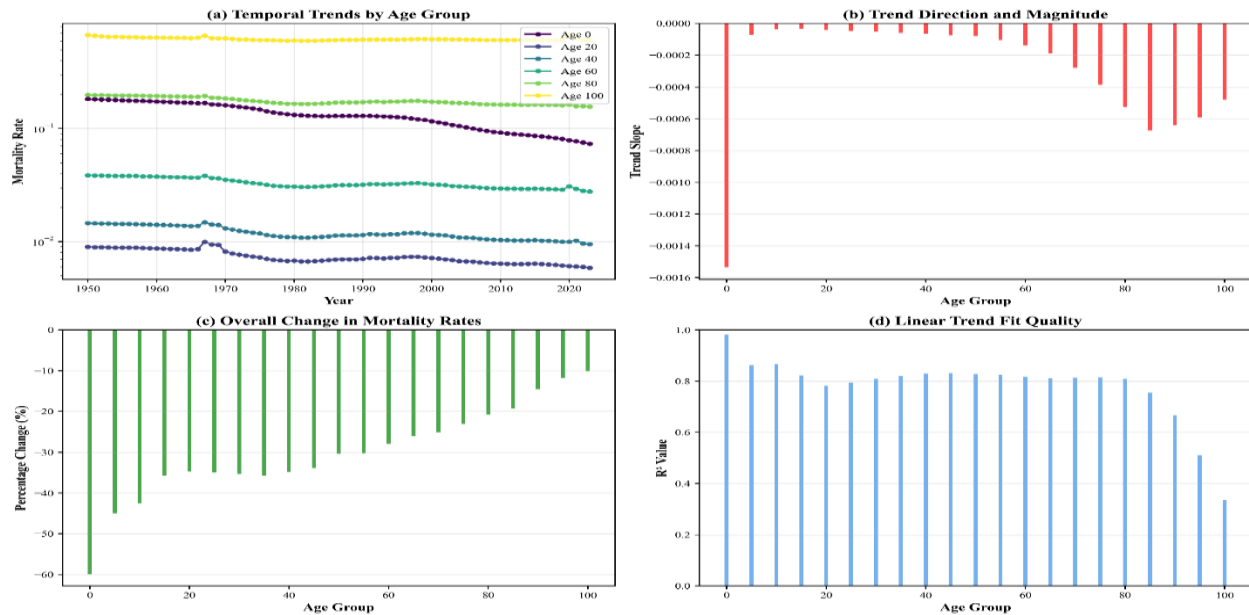 (a) Temporal Trends by Age Group
Mortality Rate
10⁻¹
10⁻²
Age 0
Age 20
Age 40
Age 60
Age 80
Age 100
1950 1960 1970 1980 1990 2000 2010 2020
Year
(b) Trend Direction and Magnitude
Trend Slope
0.0000
−0.0002
−0.0004
−0.0006
−0.0008
−0.0010
−0.0012
−0.0014
−0.0016
0 20 40 60 80 100
Age Group
(c) Overall Change in Mortality Rates
Percentage Change (%)
0
−10
−20
−30
−40
−50
−60
0 20 40 60 80 100
Age Group
(d) Linear Trend Fit Quality
R² Value
1.0
0.8
0.6
0.4
0.2
0.0
0 20 40 60 80 100
Age Group